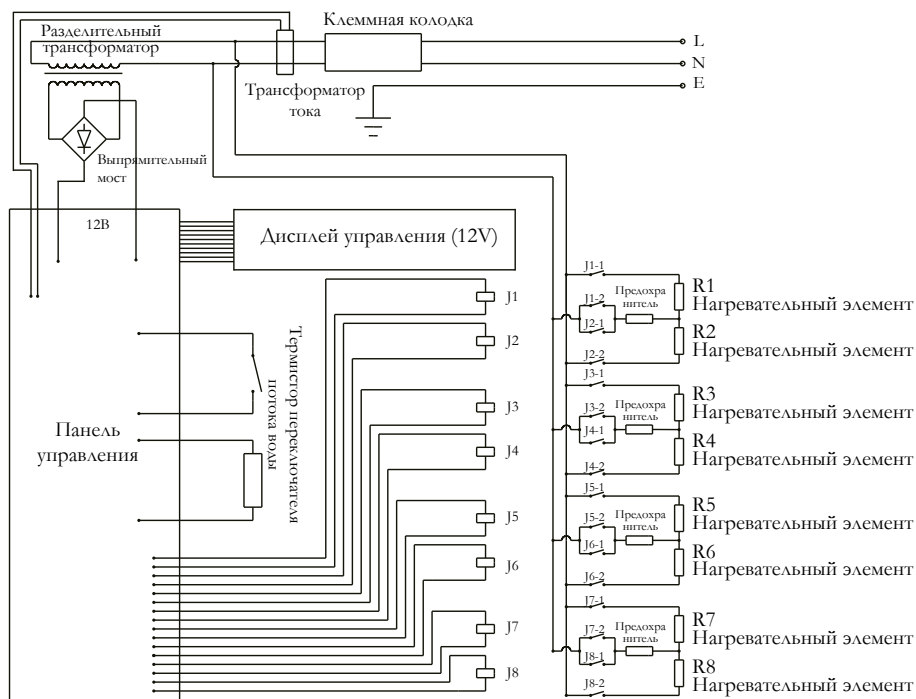 Клеммная колодка
Разделительный
трансформатор
L
N
E
Трансформатор
тока
Выпрямительный
мост
12В
Дисплей управления (12V)
J1
J2
J3
J4
J5
J6
J7
J8
Термистор переключателя
потока воды
Панель
управления
J1-1
J1-2
Предохра
нитель
J2-1
J2-2
R1
Нагревательный элемент
R2
Нагревательный элемент
J3-1
J3-2
Предохра
нитель
J4-1
J4-2
R3
Нагревательный элемент
R4
Нагревательный элемент
J5-1
J5-2
Предохра
нитель
J6-1
J6-2
R5
Нагревательный элемент
R6
Нагревательный элемент
J7-1
J7-2
Предохра
нитель
J8-1
J8-2
R7
Нагревательный элемент
R8
Нагревательный элемент